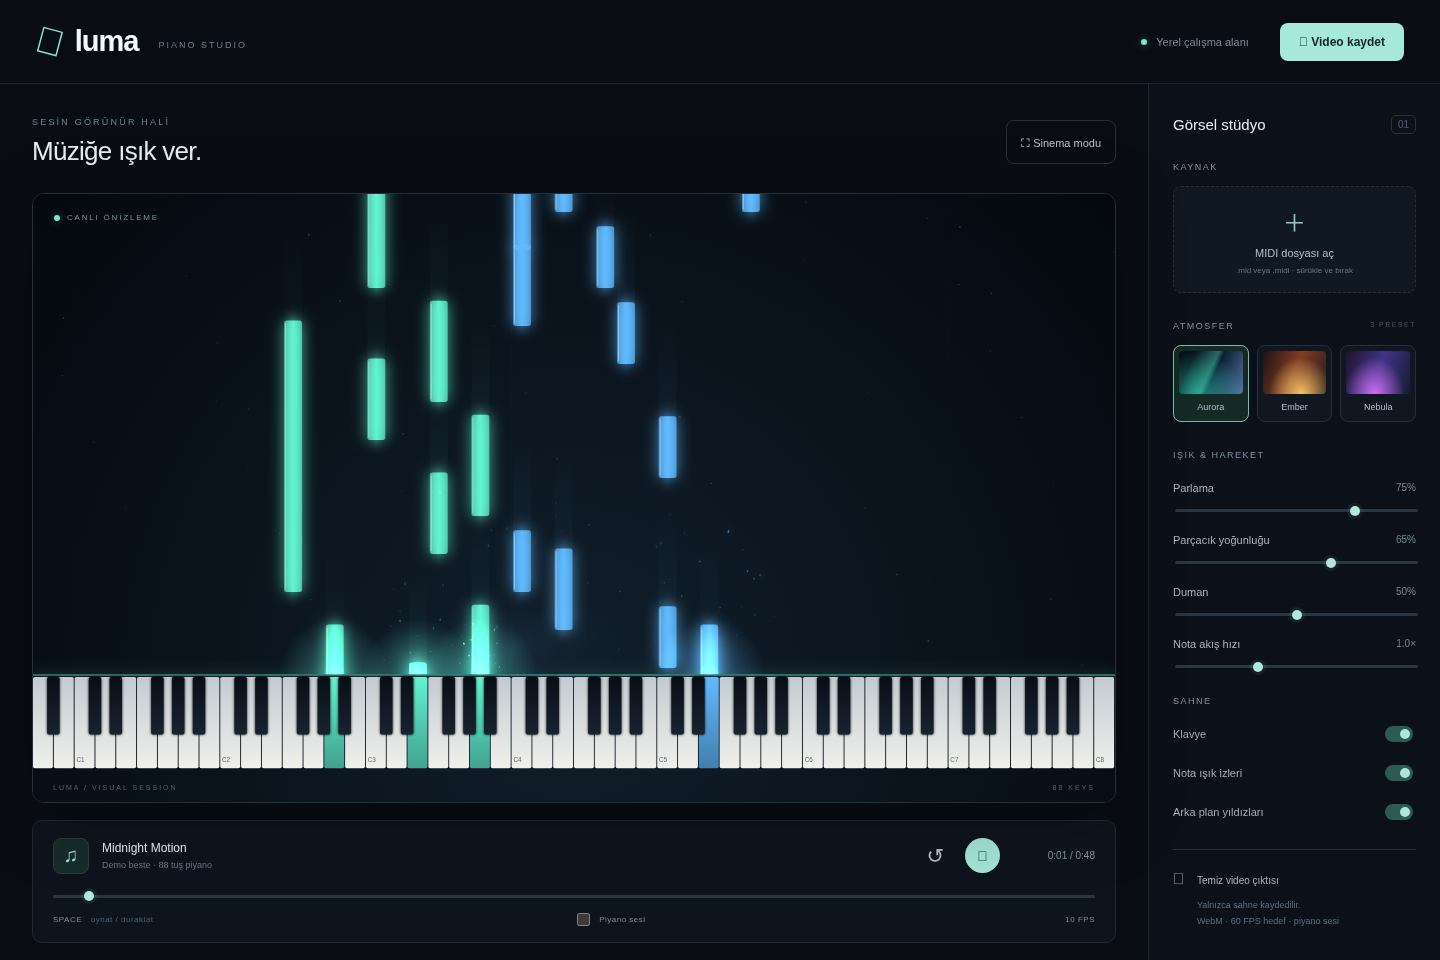 luma
PIANO STUDIO
Yerel çalışma alanı
Video kaydet
SESİN GÖRÜNÜR HALİ
Müziğe ışık ver.
Sinema modu
CANLI ÖNİZLEME
C1
C2
C3
C4
C5
C6
C7
C8
LUMA / VISUAL SESSION
88 KEYS
Midnight Motion
Demo beste · 88 tuş piyano
0:01 / 0:48
SPACE oynat / duraklat
Piyano sesi
10 FPS
Görsel stüdyo
01
KAYNAK
MIDI dosyası aç
.mid veya .midi · sürükle ve bırak
ATMOSFER
3 PRESET
Aurora
Ember
Nebula
IŞIK & HAREKET
Parlama
75%
Parçacık yoğunluğu
65%
Duman
50%
Nota akış hızı
1.0×
SAHNE
Klavye
Nota ışık izleri
Arka plan yıldızları
Temiz video çıktısı
Yalnızca sahne kaydedilir.
WebM · 60 FPS hedef · piyano sesi